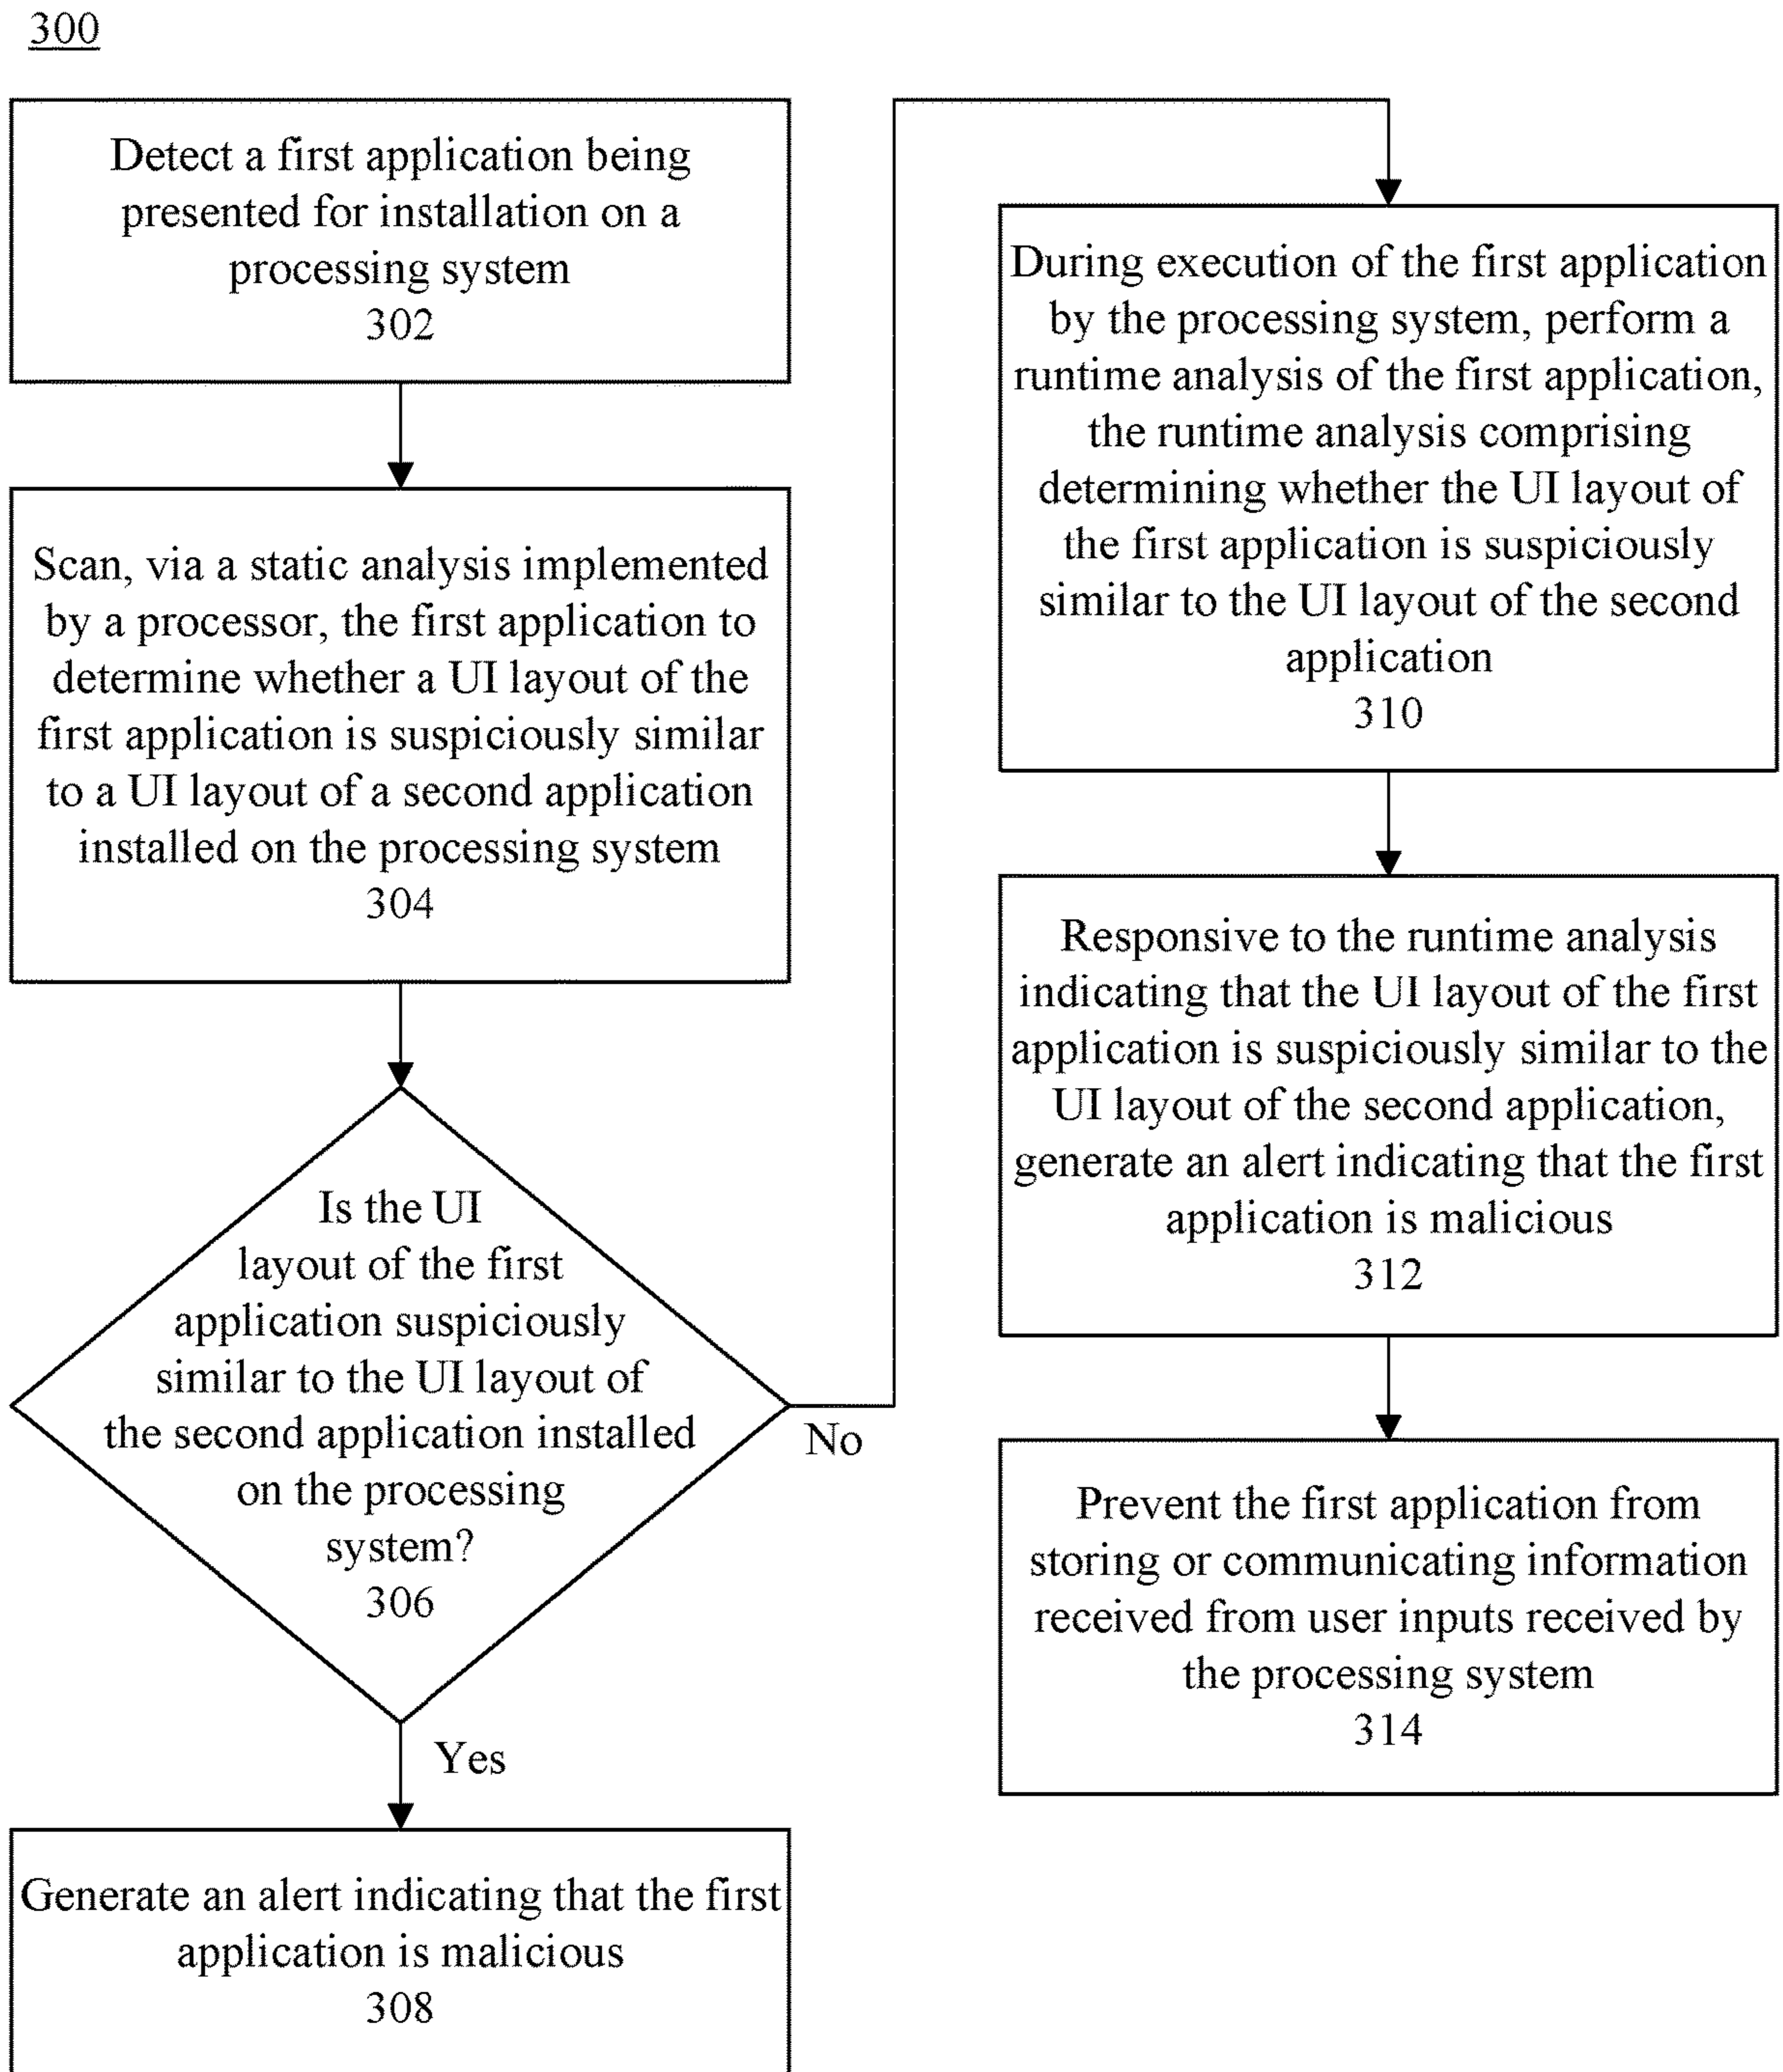 300
Detect a first application being
presented for installation on a
processing system
302
Scan, via a static analysis implemented
by a processor, the first application to
determine whether a UI layout of the
first application is suspiciously similar
to a UI layout of a second application
installed on the processing system
304
Is the UI
layout of the first
application suspiciously
similar to the UI layout of
the second application installed
on the processing
system?
306
No
Yes
Generate an alert indicating that the first
application is malicious
308
During execution of the first application
by the processing system, perform a
runtime analysis of the first application,
the runtime analysis comprising
determining whether the UI layout of
the first application is suspiciously
similar to the UI layout of the second
application
310
Responsive to the runtime analysis
indicating that the UI layout of the first
application is suspiciously similar to the
UI layout of the second application,
generate an alert indicating that the first
application is malicious
312
Prevent the first application from
storing or communicating information
received from user inputs received by
the processing system
314